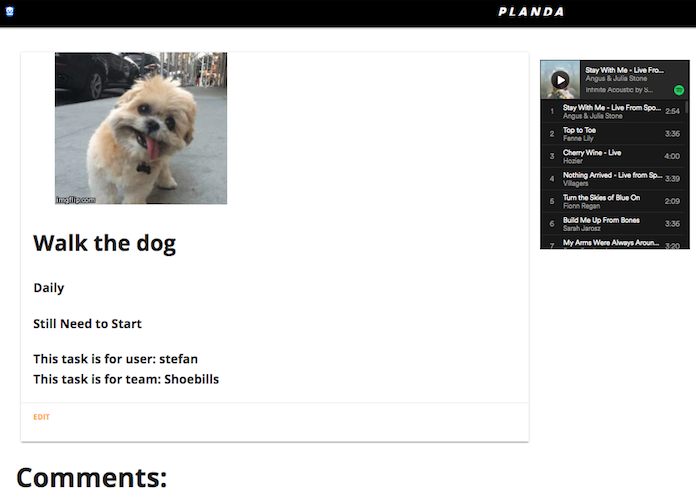 PLANDA
imgflip.com
Walk the dog
Daily
Still Need to Start
This task is for user: stefan
This task is for team: Shoebills
EDIT
Comments:
Stay With Me - Live Fro...
Angus & Julia Stone
Infinite Acoustic by S...
1 Stay With Me - Live From Spo... 2:54
Angus & Julia Stone
2 Top to Toe 3:36
Fenne Lily
3 Cherry Wine - Live 4:00
Hozier
4 Nothing Arrived - Live from Sp... 3:39
Villagers
5 Turn the Skies of Blue On 2:09
Fionn Regan
6 Build Me Up From Bones 3:36
Sarah Jarosz
7 My Arms Were Always Aroun... 3:20